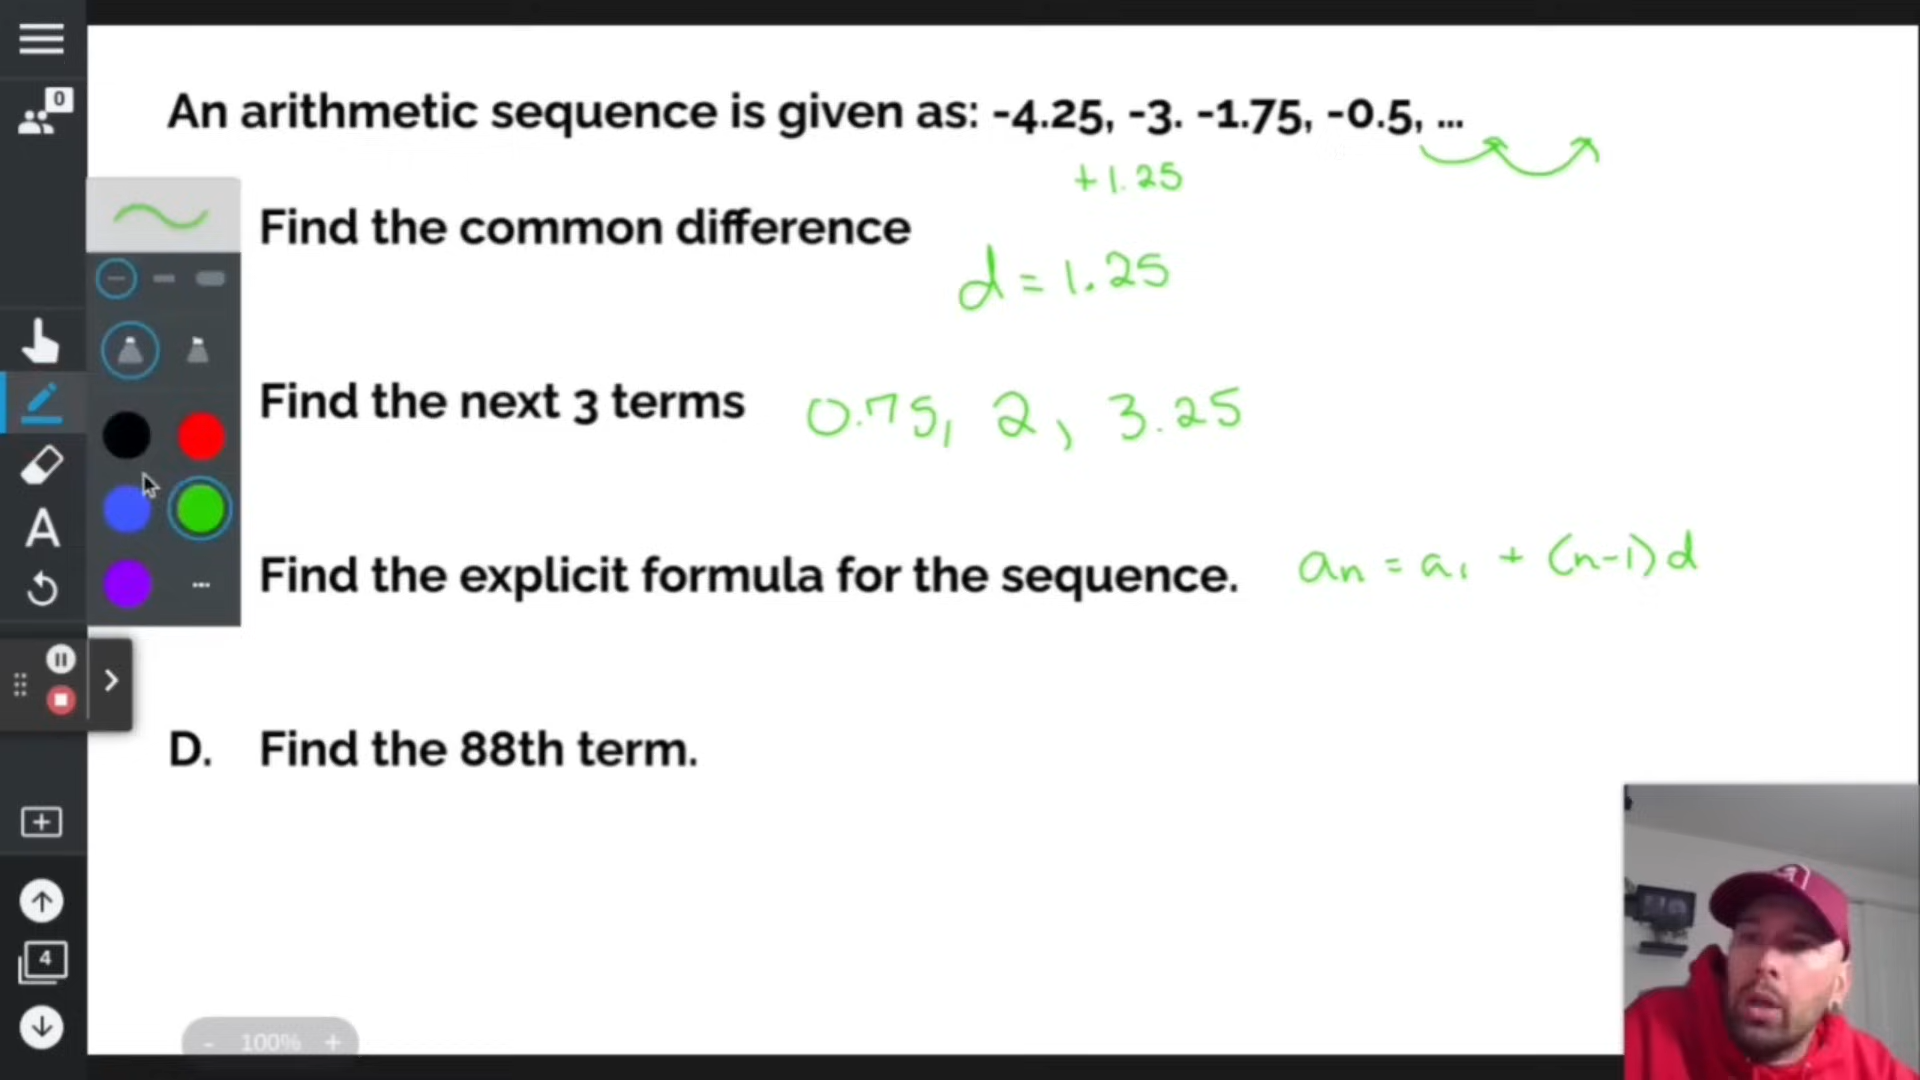 0
An arithmetic sequence is given as: -4.25, -3. -1.75, -0.5, ...
+1.25
Find the common difference
d = 1.25
Find the next 3 terms 0.75, 2, 3.25
A
Find the explicit formula for the sequence. an = a1 + (n-1)d
D. Find the 88th term.
4
- 100% +